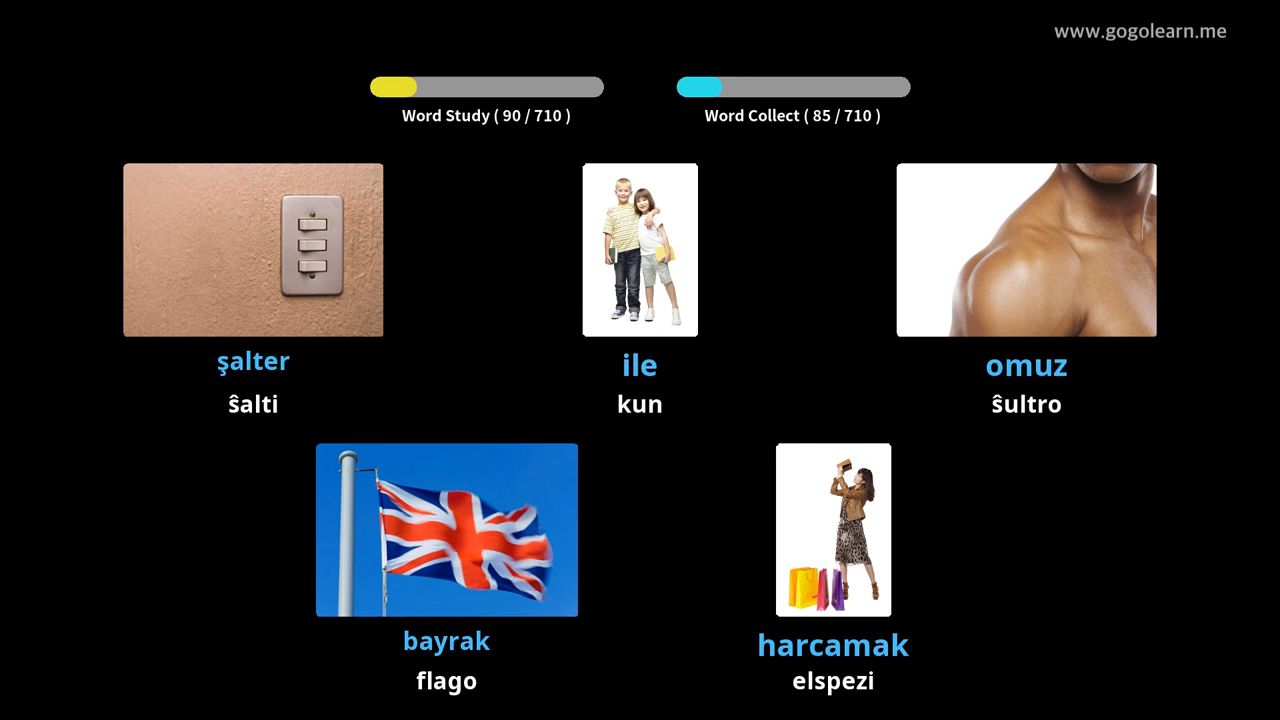 www.gogolearn.me
Word Study ( 90 / 710 )
Word Collect ( 85 / 710 )
şalter
ŝalti
ile
kun
omuz
ŝultro
bayrak
flago
harcamak
elspezi